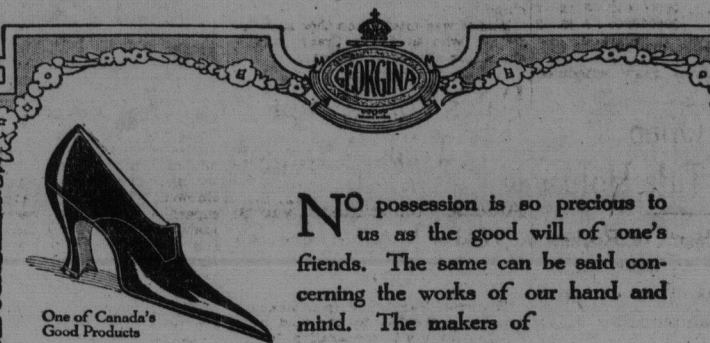 GEORGINA
No possession is so precious to
us as the good will of one's
friends. The same can be said con-
cerning the works of our hand and
mind. The makers of
One of Canada's
Good Products